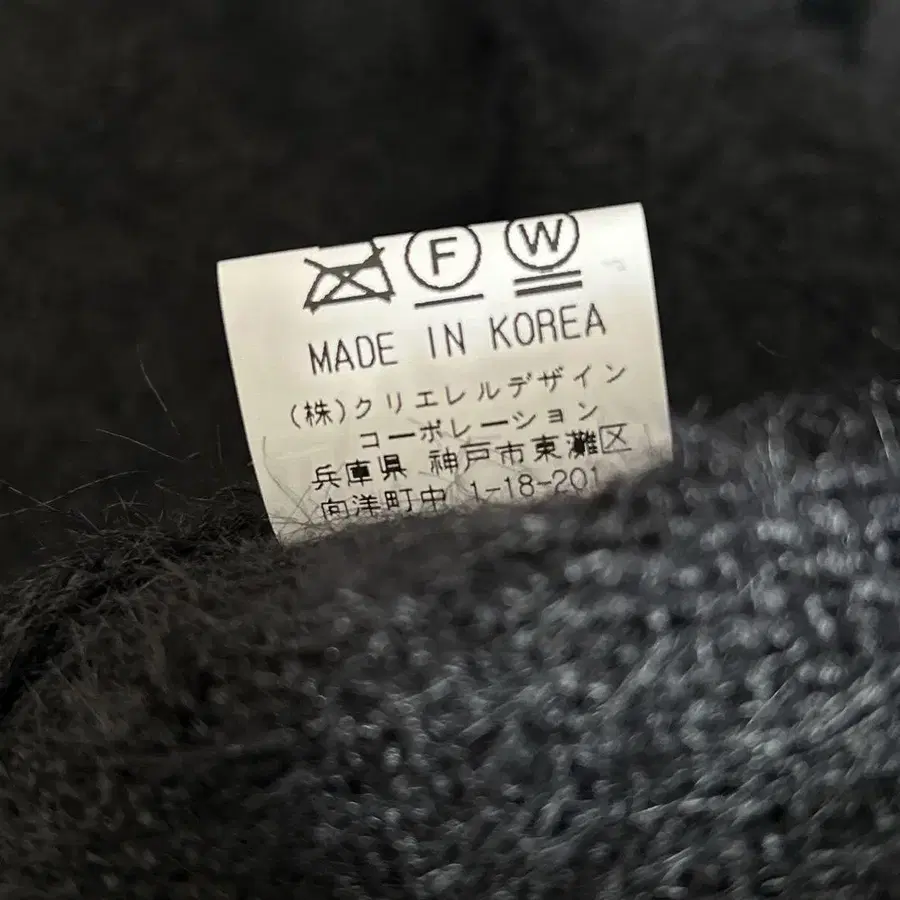 F W
MADE IN KOREA
(株)クリエレルデザイン
コーポレーション
兵庫県 神戸市東灘区
向洋町中 1-18-201